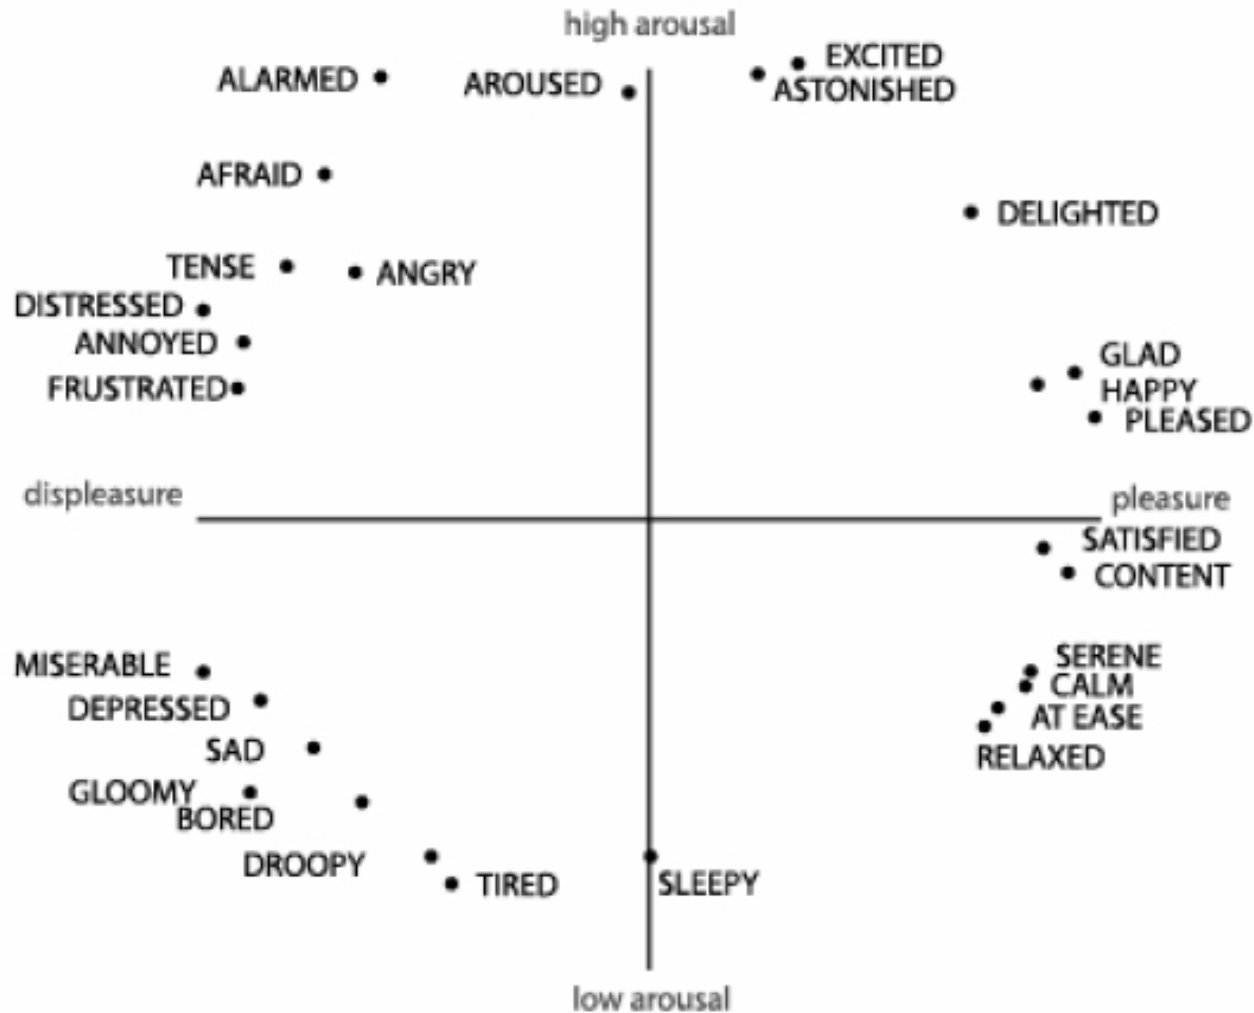 high arousal
EXCITED
ALARMED
AROUSED
ASTONISHED
AFRAID
DELIGHTED
TENSE
ANGRY
DISTRESSED
ANNOYED
GLAD
FRUSTRATED
HAPPY
PLEASED
displeasure
pleasure
SATISFIED
CONTENT
MISERABLE
SERENE
DEPRESSED
CALM
AT EASE
SAD
RELAXED
GLOOMY
BORED
DROOPY
TIRED
SLEEPY
low arousal